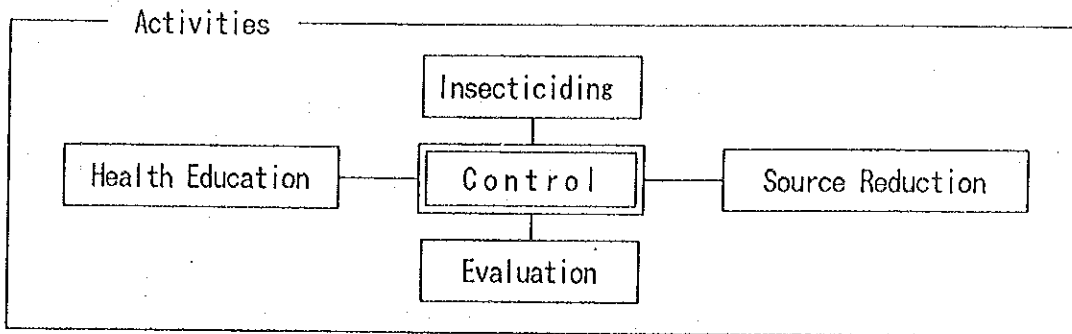 Activities
Insecticiding
Health Education
Control
Source Reduction
Evaluation